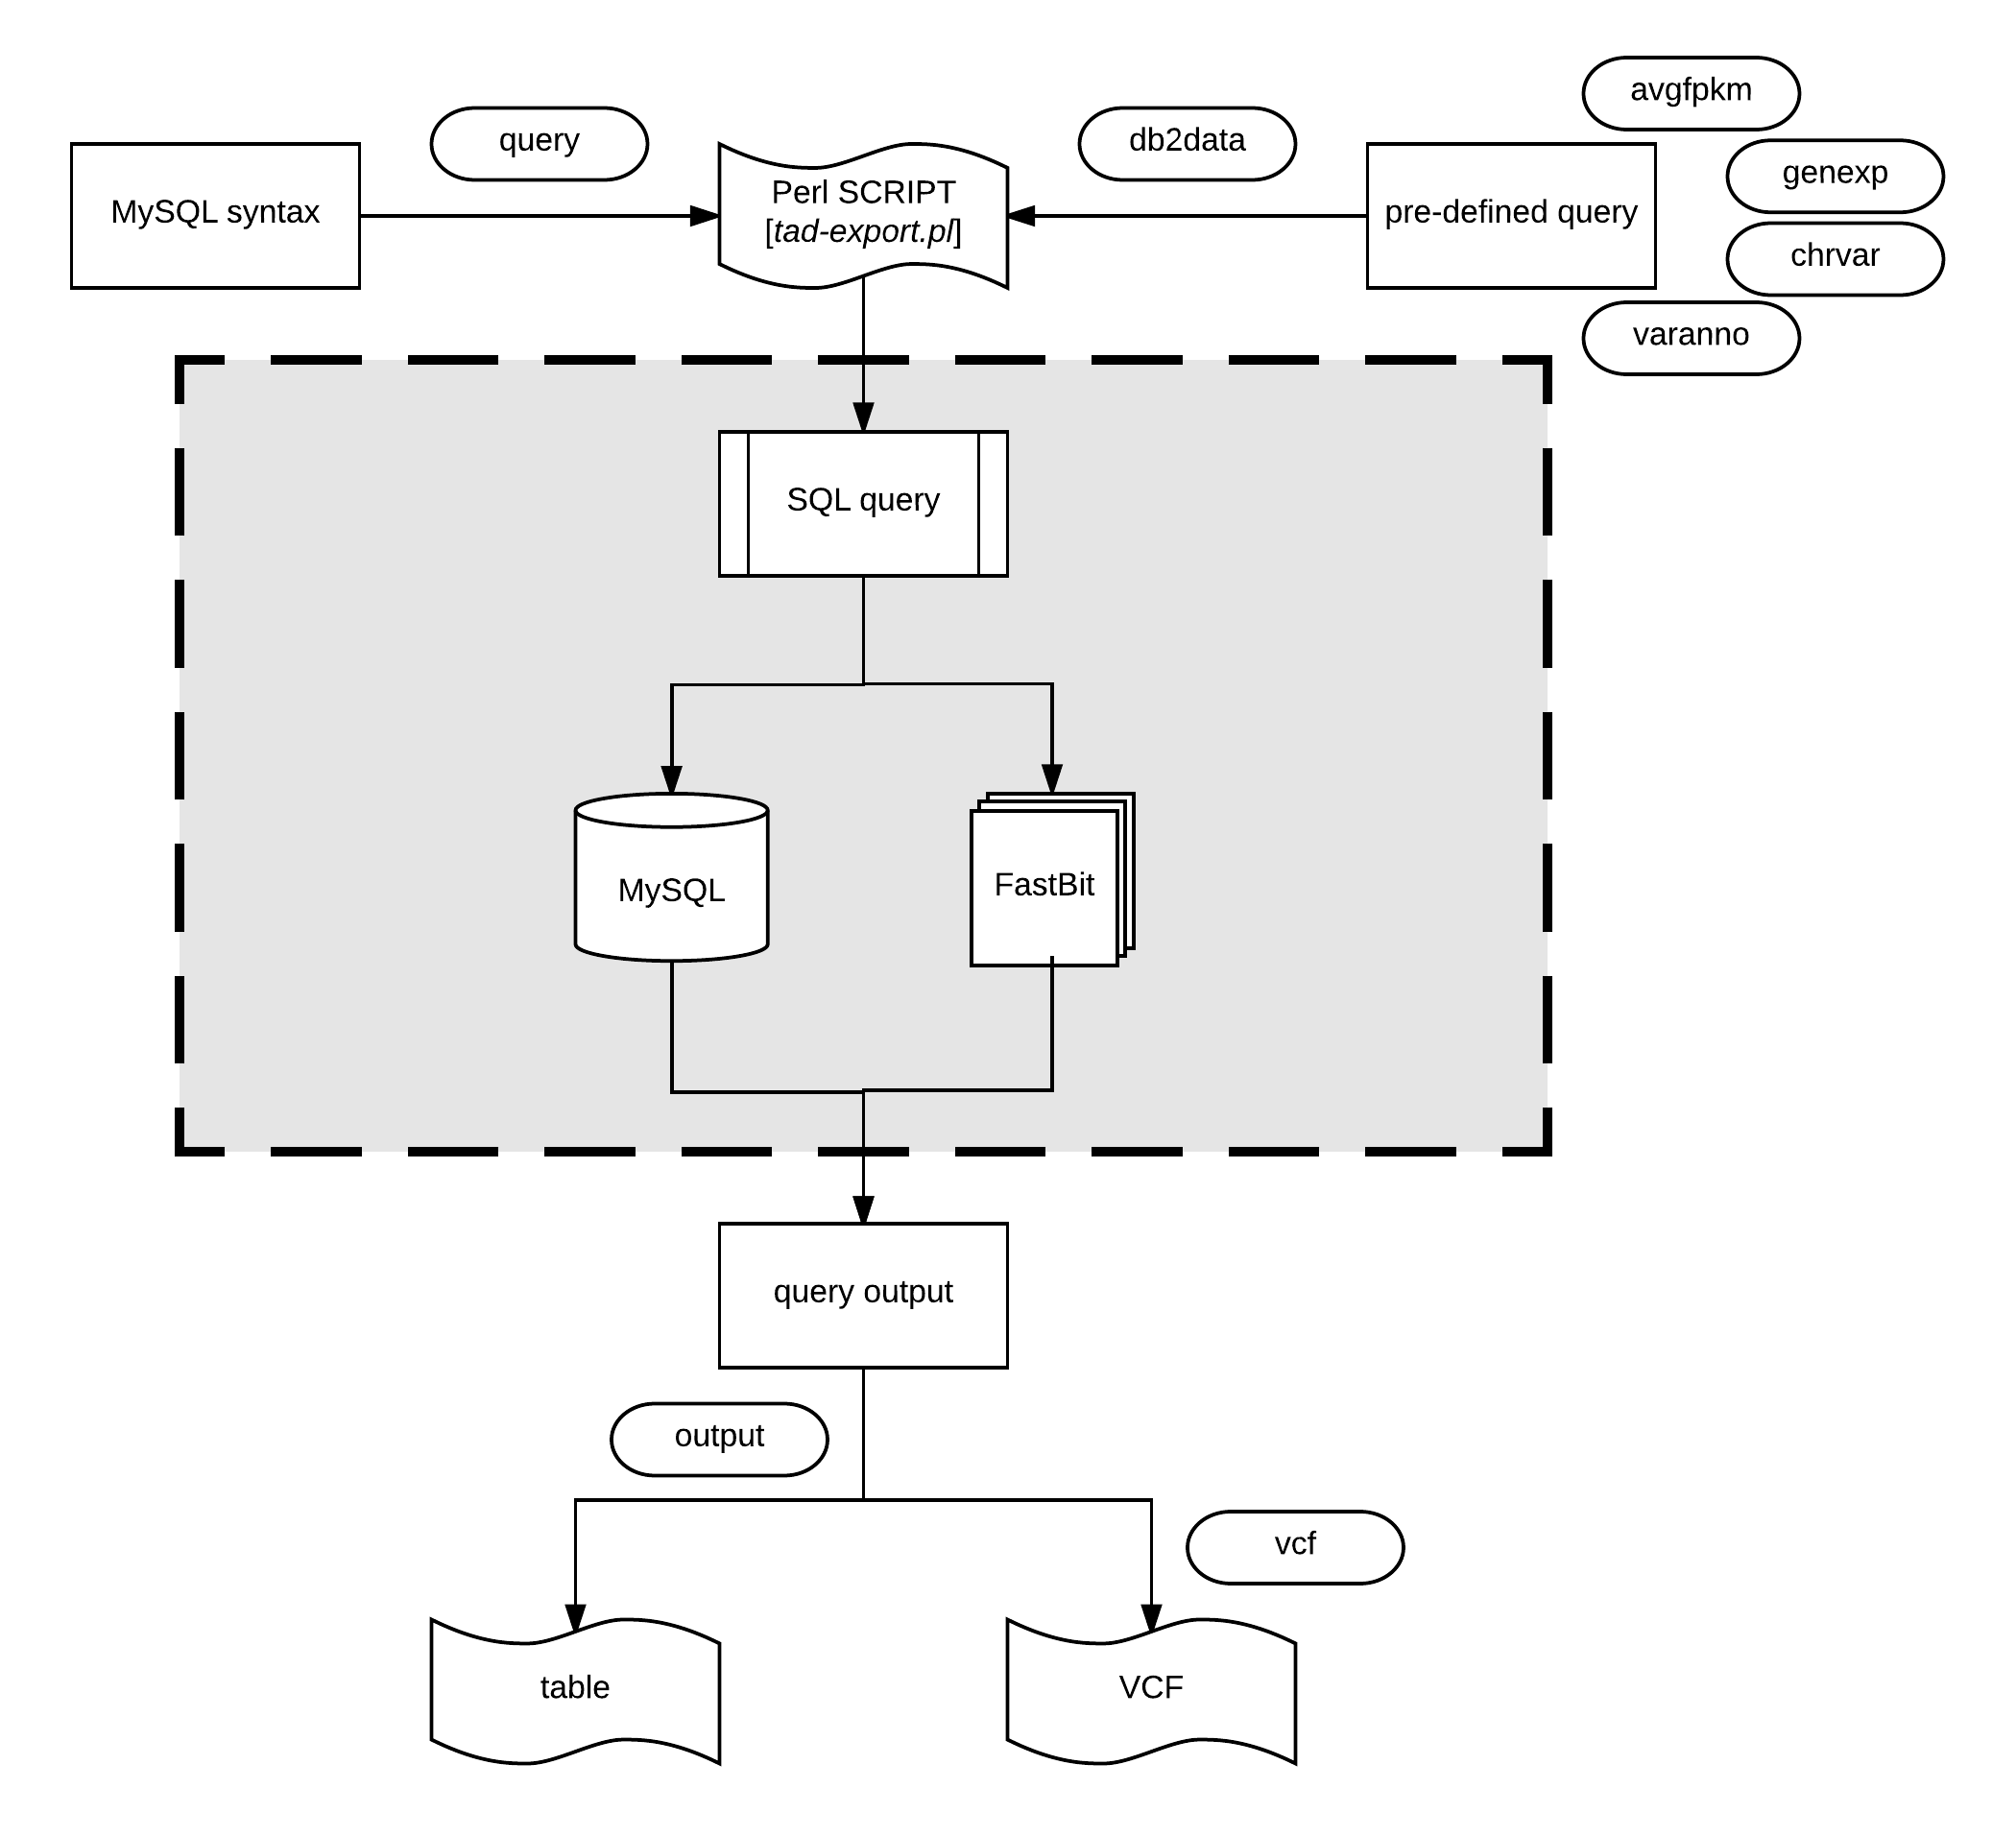 avgfpkm
query
db2data
MySQL syntax
Perl SCRIPT
[tad-export.pl]
pre-defined query
genexp
chrvar
varanno
SQL query
MySQL
FastBit
query output
output
vcf
table
VCF